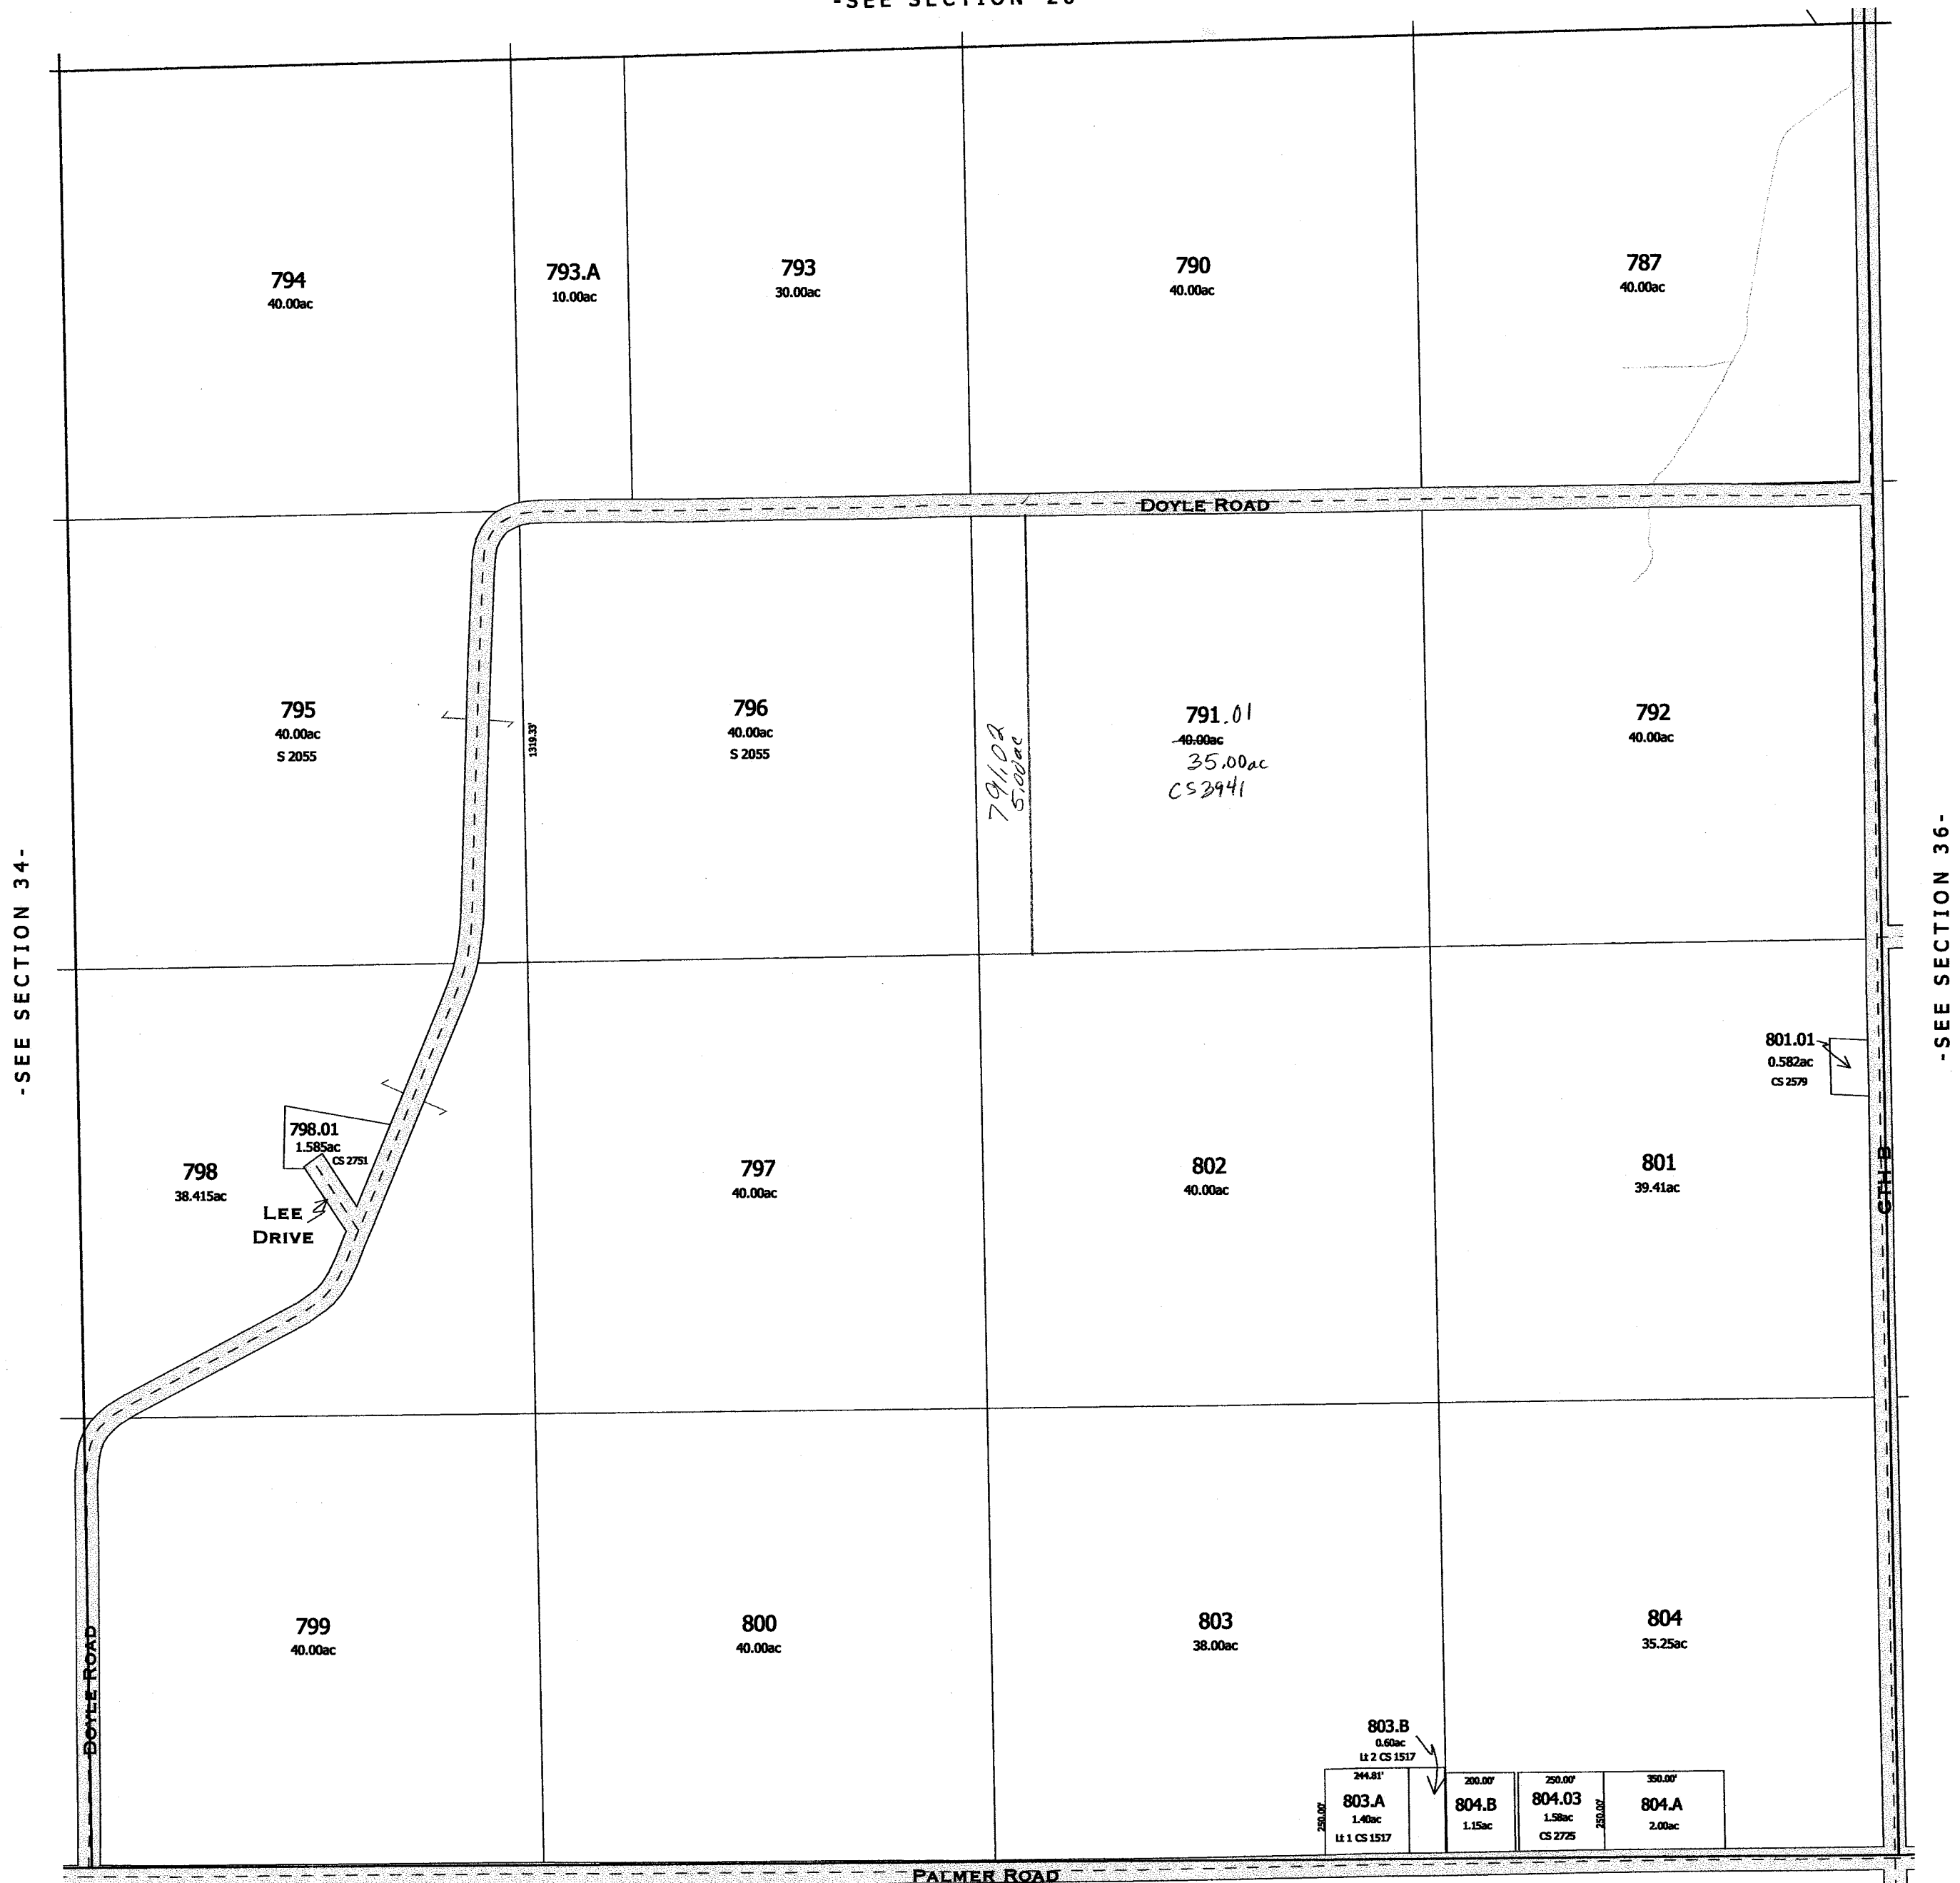 -SEE SECTION 26-
794
40.00ac
793.A
10.00ac
793
30.00ac
790
40.00ac
787
40.00ac
DOYLE ROAD
795
40.00ac
S 2055
1319.33'
796
40.00ac
S 2055
791.02
5.00ac
791.01
40.00ac
35.00ac
CS3941
792
40.00ac
-SEE SECTION 34-
-SEE SECTION 36-
801.01
0.582ac
CS 2579
798.01
1.585ac
CS 2751
798
38.415ac
LEE
DRIVE
797
40.00ac
802
40.00ac
801
39.41ac
CTH B
799
40.00ac
800
40.00ac
803
38.00ac
804
35.25ac
DOYLE ROAD
803.B
0.60ac
Lt 2 CS 1517
244.81'
250.00'
803.A
1.40ac
Lt 1 CS 1517
200.00'
804.B
1.15ac
250.00'
804.03
1.58ac
CS 2725
250.00'
350.00'
804.A
2.00ac
PALMER ROAD